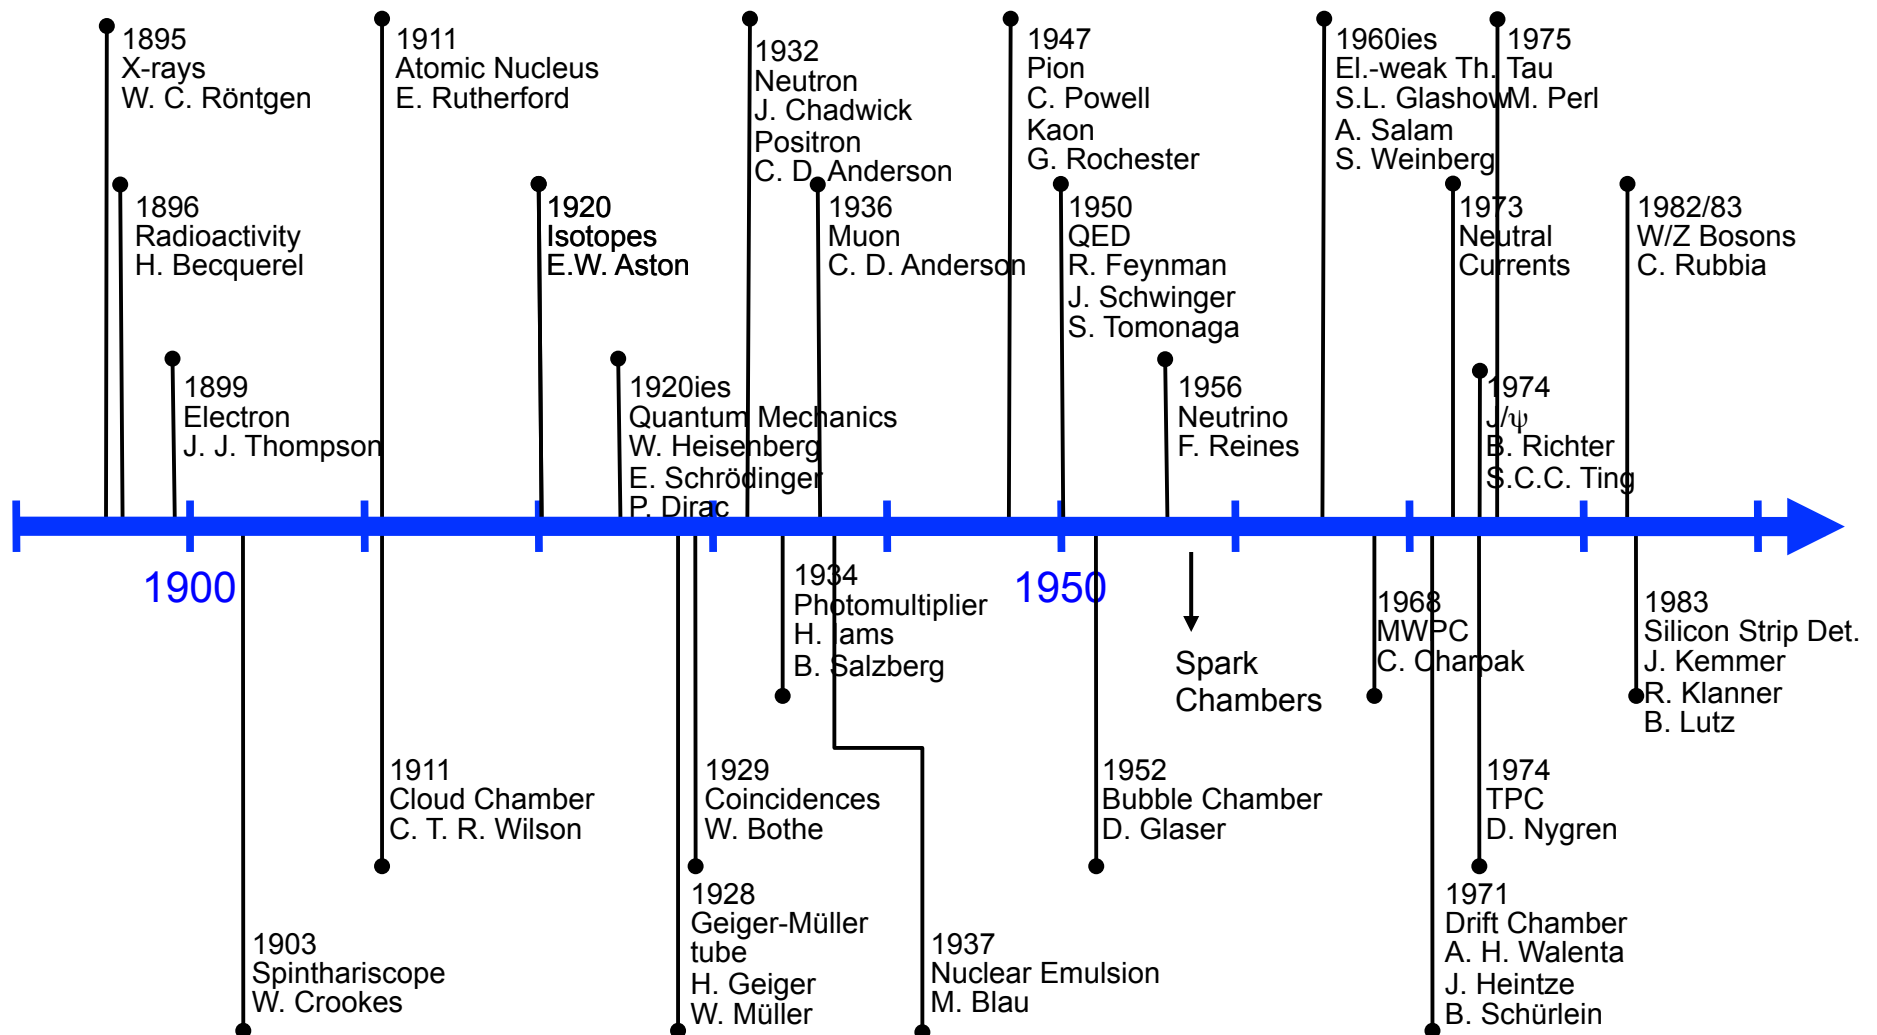 1895
X-rays
W. C. Röntgen
1911
Atomic Nucleus
E. Rutherford
1932
Neutron
J. Chadwick
Positron
C. D. Anderson
1947
Pion
C. Powell
Kaon
G. Rochester
1960ies
El.-weak Th.
S.L. Glashow
A. Salam
S. Weinberg
1975
Tau
M. Perl
1896
Radioactivity
H. Becquerel
1920
Isotopes
E.W. Aston
1936
Muon
C. D. Anderson
1950
QED
R. Feynman
J. Schwinger
S. Tomonaga
1973
Neutral
Currents
1982/83
W/Z Bosons
C. Rubbia
1899
Electron
J. J. Thompson
1920ies
Quantum Mechanics
W. Heisenberg
E. Schrödinger
P. Dirac
1956
Neutrino
F. Reines
1974
J/ψ
B. Richter
S.C.C. Ting
1900
1950
1934
Photomultiplier
H. Iams
B. Salzberg
Spark
Chambers
1968
MWPC
C. Charpak
1983
Silicon Strip Det.
J. Kemmer
R. Klanner
B. Lutz
1911
Cloud Chamber
C. T. R. Wilson
1929
Coincidences
W. Bothe
1952
Bubble Chamber
D. Glaser
1974
TPC
D. Nygren
1903
Spinthariscope
W. Crookes
1928
Geiger-Müller
tube
H. Geiger
W. Müller
1937
Nuclear Emulsion
M. Blau
1971
Drift Chamber
A. H. Walenta
J. Heintze
B. Schürlein